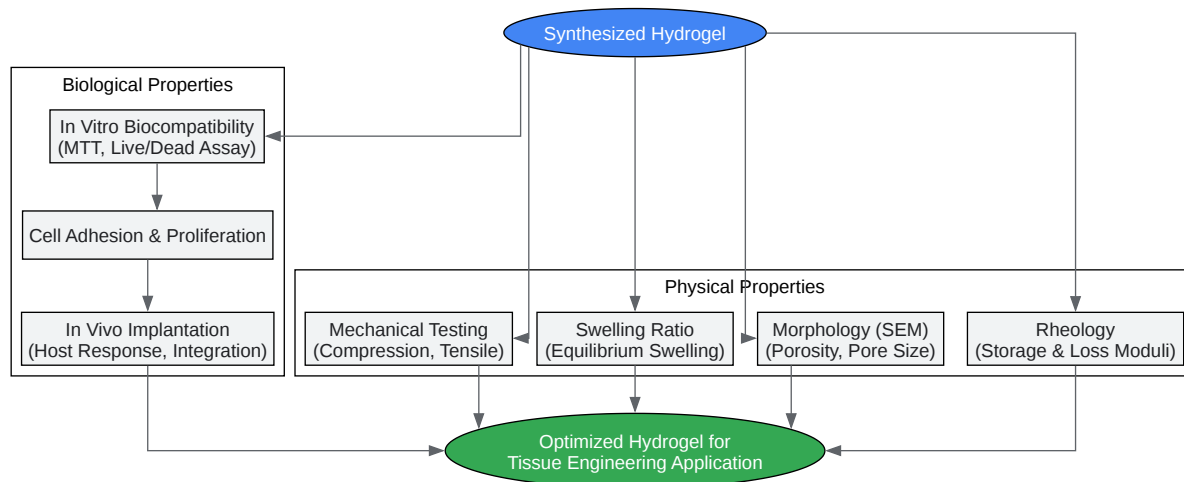 Synthesized Hydrogel
Biological Properties
In Vitro Biocompatibility
(MTT, Live/Dead Assay)
Cell Adhesion & Proliferation
In Vivo Implantation
(Host Response, Integration)
Physical Properties
Mechanical Testing
(Compression, Tensile)
Swelling Ratio
(Equilibrium Swelling)
Morphology (SEM)
(Porosity, Pore Size)
Rheology
(Storage & Loss Moduli)
Optimized Hydrogel for
Tissue Engineering Application